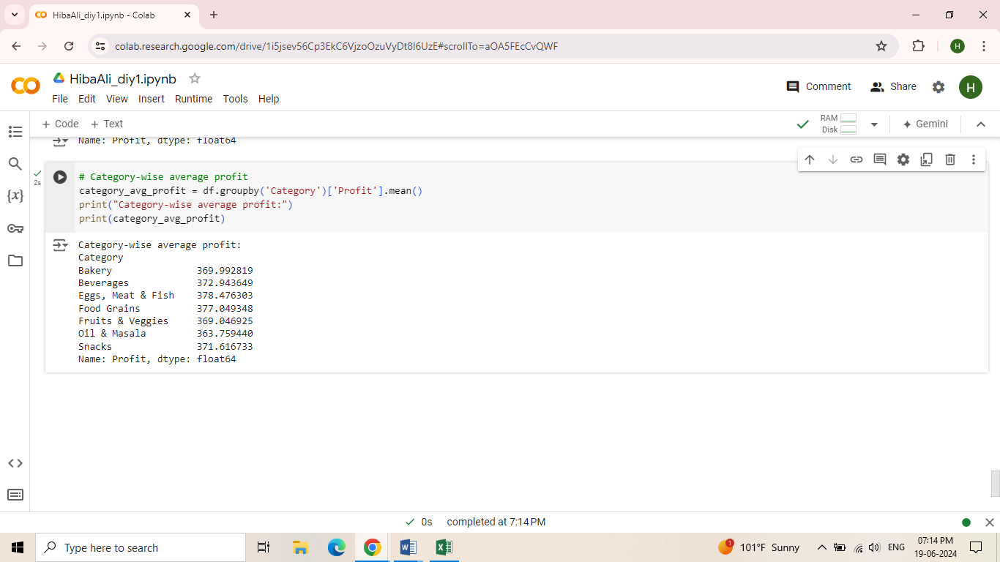 HibaAli_diy1.ipynb - Colab
colab.research.google.com/drive/1i5jsev56Cp3EkC6VjzoOzuVyDt8I6UzE#scrollTo=aOA5FEcCvQWF
H
HibaAli_diy1.ipynb
File Edit View Insert Runtime Tools Help
Comment Share H
+ Code + Text
RAM
Disk
Gemini
Name: Profit, dtype: float64
2s
# Category-wise average profit
category_avg_profit = df.groupby('Category')['Profit'].mean()
print("Category-wise average profit:")
print(category_avg_profit)
Category-wise average profit:
Category
Bakery 369.992819
Beverages 372.943649
Eggs, Meat & Fish 378.476303
Food Grains 377.049348
Fruits & Veggies 369.046925
Oil & Masala 363.759440
Snacks 371.616733
Name: Profit, dtype: float64
0s completed at 7:14 PM
Type here to search
1
101°F Sunny
ENG
07:14 PM
19-06-2024